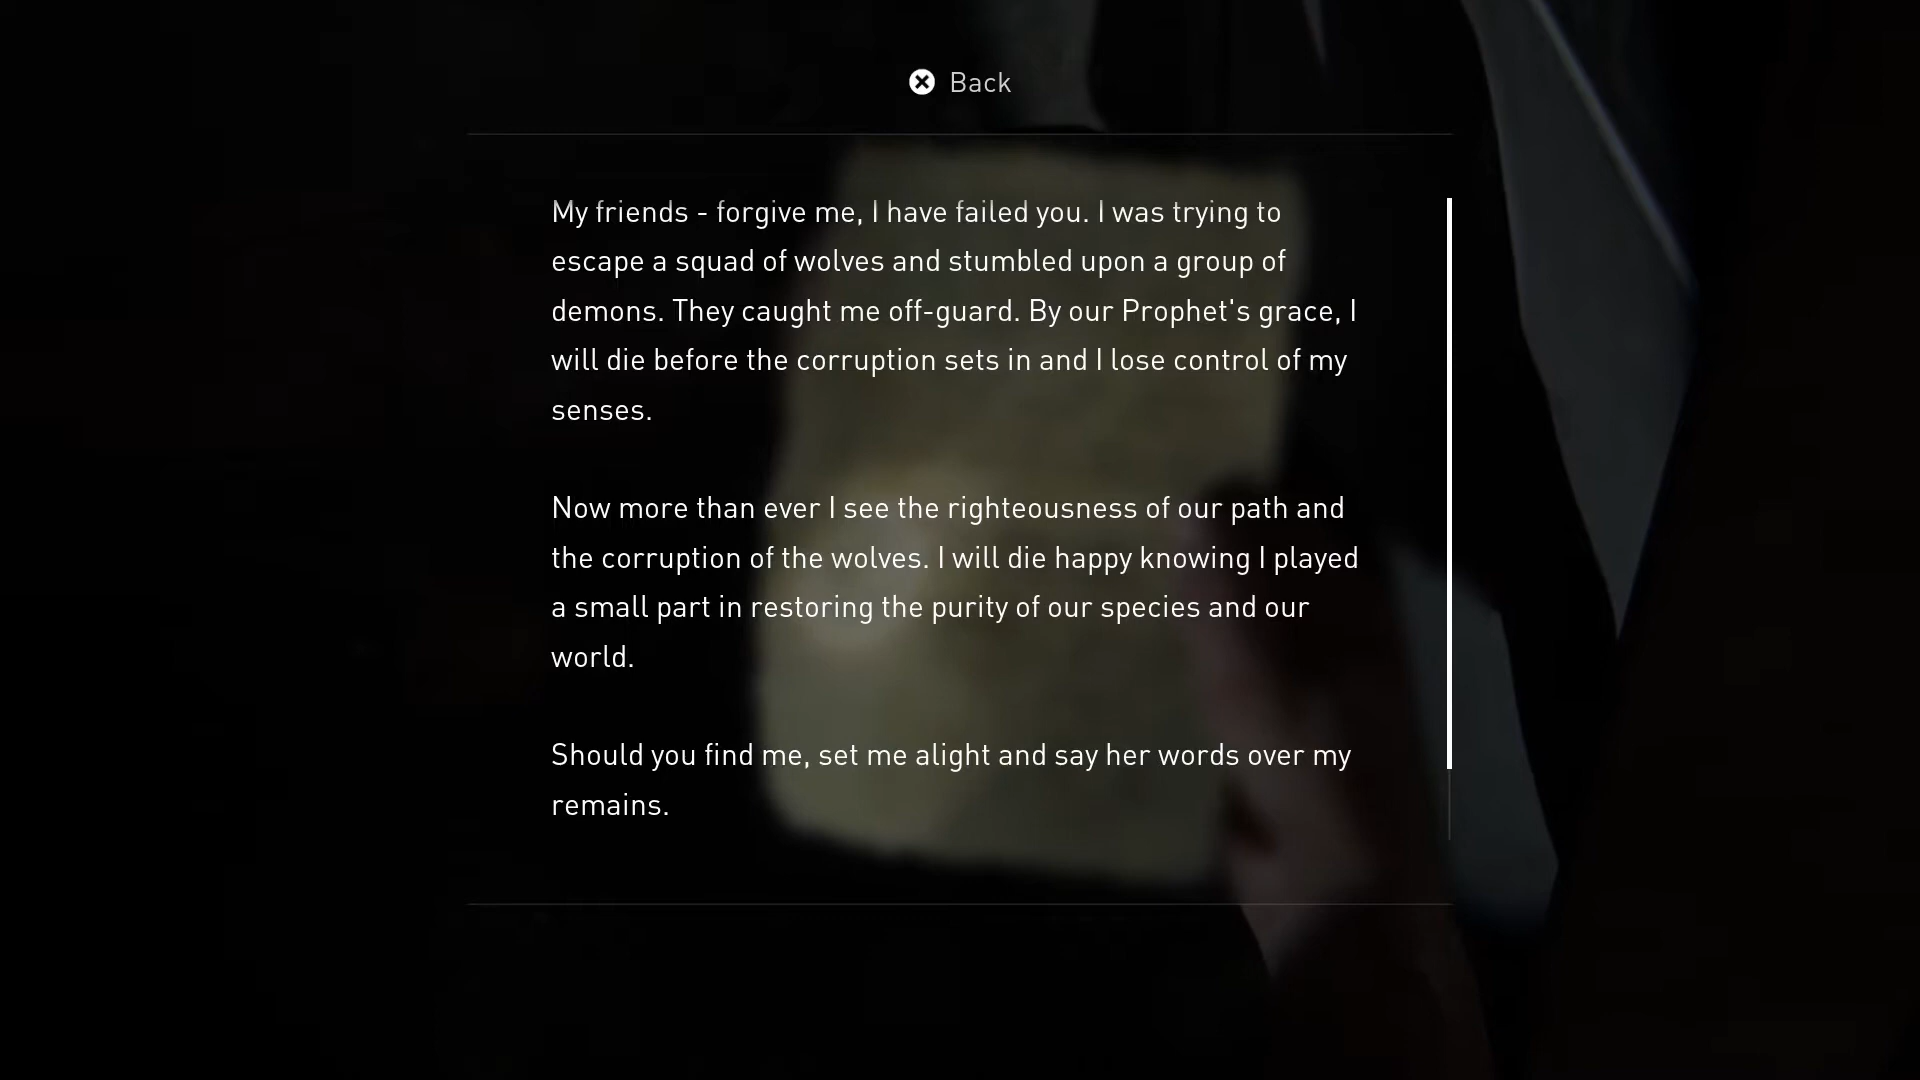 Back
My friends - forgive me, I have failed you. I was trying to
escape a squad of wolves and stumbled upon a group of
demons. They caught me off-guard. By our Prophet's grace, I
will die before the corruption sets in and I lose control of my
senses.
Now more than ever I see the righteousness of our path and
the corruption of the wolves. I will die happy knowing I played
a small part in restoring the purity of our species and our
world.
Should you find me, set me alight and say her words over my
remains.